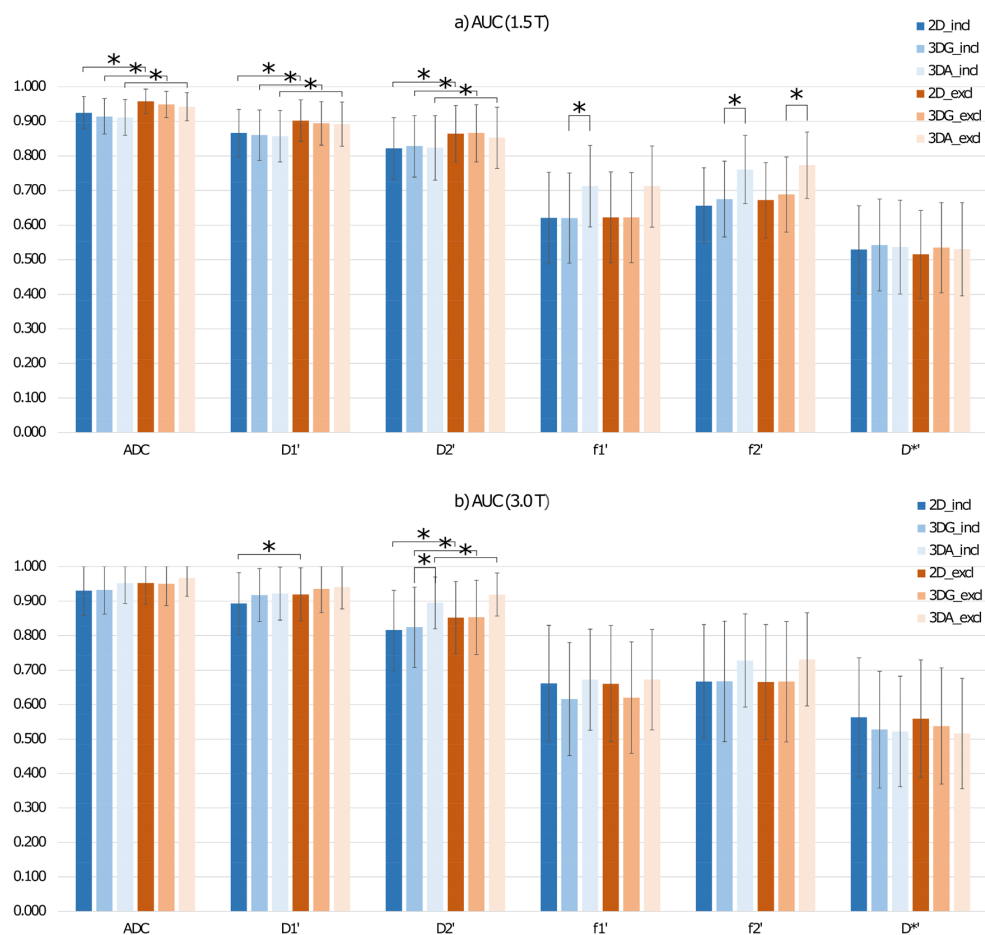 a) AUC (1.5 T)
2D_incl
3DG_incl
3DA_incl
2D_excl
3DG_excl
3DA_excl
* * *
* * *
* * *
*
* *
1.000
0.900
0.800
0.700
0.600
0.500
0.400
0.300
0.200
0.100
0.000
ADC D1' D2' f1' f2' D*'
b) AUC (3.0 T)
2D_incl
3DG_incl
3DA_incl
2D_excl
3DG_excl
3DA_excl
*
* * *
*
1.000
0.900
0.800
0.700
0.600
0.500
0.400
0.300
0.200
0.100
0.000
ADC D1' D2' f1' f2' D*'